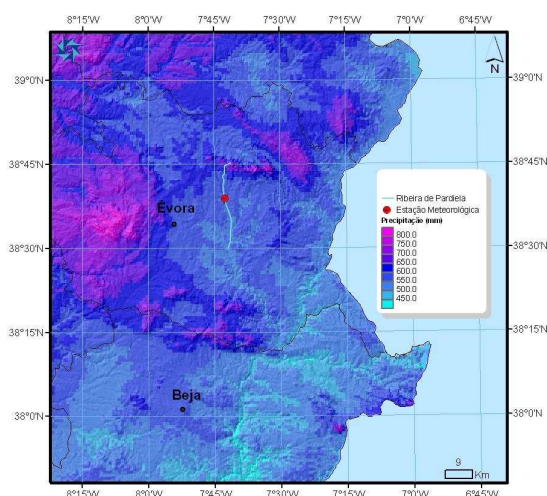 8°15'W 8°0'W 7°45'W 7°30'W 7°15'W 7°0'W 6°45'W
N
39°0'N 39°0'N
38°45'N 38°45'N
Ribeira de Pardiela
Estação Meteorológica
Precipitação (mm)
800.0
750.0
700.0
650.0
600.0
550.0
500.0
450.0
Évora
38°30'N 38°30'N
38°15'N 38°15'N
Beja
38°0'N 38°0'N
9
Km
8°15'W 8°0'W 7°45'W 7°30'W 7°15'W 7°0'W 6°45'W